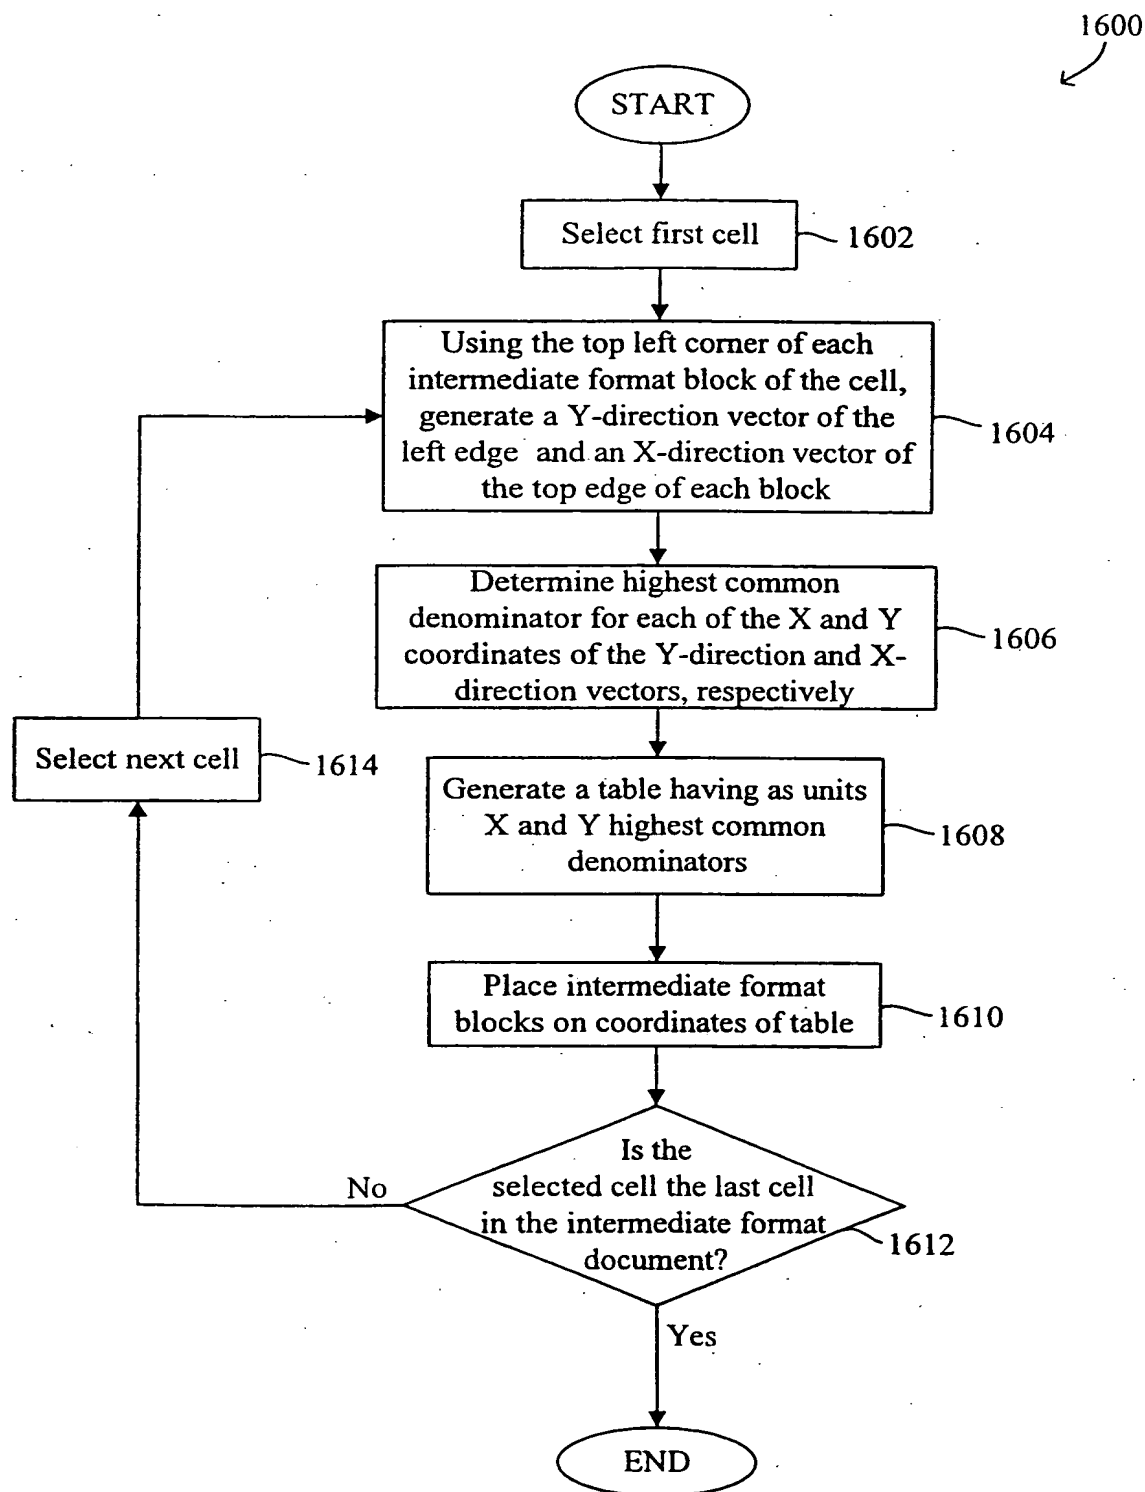 1600
START
Select first cell
1602
Using the top left corner of each
intermediate format block of the cell,
generate a Y-direction vector of the
left edge and an X-direction vector of
the top edge of each block
1604
Determine highest common
denominator for each of the X and Y
coordinates of the Y-direction and X-
direction vectors, respectively
1606
Select next cell
1614
Generate a table having as units
X and Y highest common
denominators
1608
Place intermediate format
blocks on coordinates of table
1610
Is the
selected cell the last cell
in the intermediate format
document?
1612
No
Yes
END